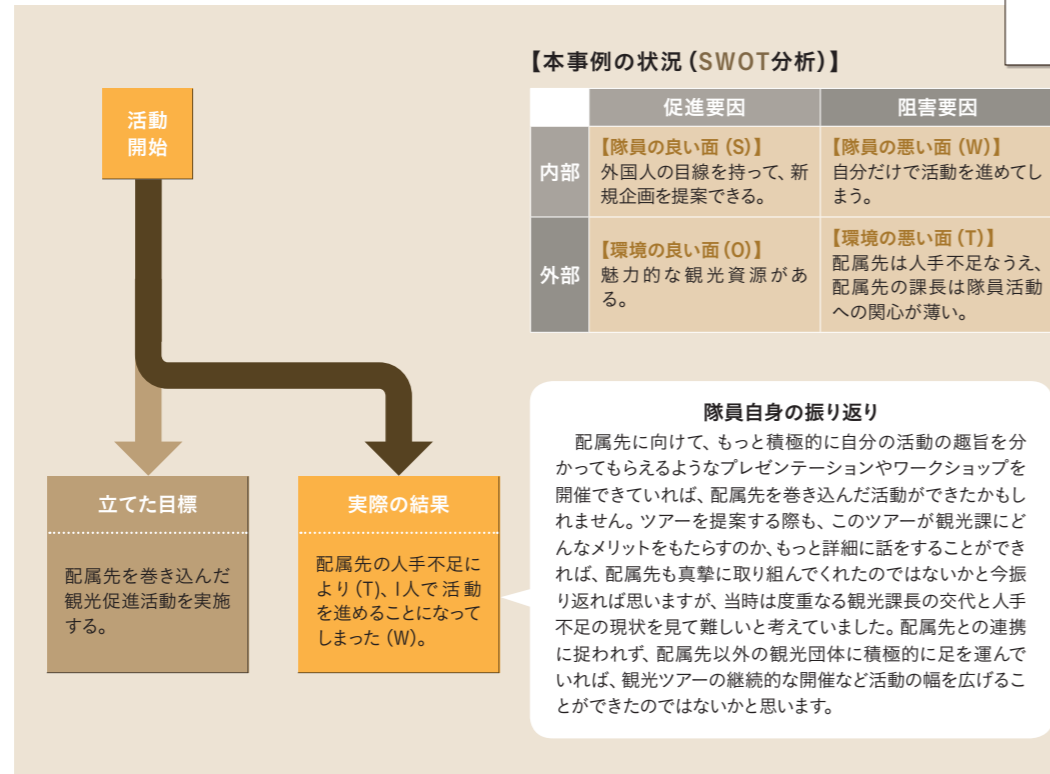 【本事例の状況（SWOT分析）】
活動
開始
促進要因
阻害要因
内部
【隊員の良い面（S）】
外国人の目線を持って、新
規企画を提案できる。
【隊員の悪い面（W）】
自分だけで活動を進めてし
まう。
外部
【環境の良い面（O）】
魅力的な観光資源があ
る。
【環境の悪い面（T）】
配属先は人手不足なうえ、
配属先の課長は隊員活動
への関心が薄い。
立てた目標
配属先を巻き込んだ
観光促進活動を実施
する。
実際の結果
配属先の人手不足に
より（T）、1人で活動
を進めることになって
しまった（W）。
隊員自身の振り返り
配属先に向けて、もっと積極的に自分の活動の趣旨を分
かってもらえるようなプレゼンテーションやワークショップを
開催できていれば、配属先を巻き込んだ活動ができたかもし
れません。ツアーを提案する際も、このツアーが観光課にど
んなメリットをもたらすのか、もっと詳細に話をすることができ
れば、配属先も真摯に取り組んでくれたのではないかと今振
り返れば思いますが、当時は度重なる観光課長の交代と人手
不足の現状を見て難しいと考えていました。配属先との連携
に捉われず、配属先以外の観光団体に積極的に足を運んで
いれば、観光ツアーの継続的な開催など活動の幅を広げるこ
とができたのではないかと思います。